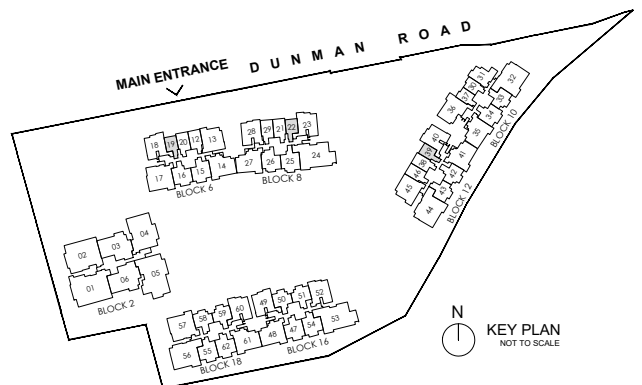 DUNMAN ROAD
MAIN ENTRANCE
18 19 20 12 13
17 16 15 14
BLOCK 6
28 29 21 22 23
27 26 25 24
BLOCK 8
31 32
30
37 33
36 34
35
BLOCK 10
40
39 41
38
46 42
45 43
44
BLOCK 12
02 03 04
01 06 05
BLOCK 2
57 58 59 60
56 55 62 61
BLOCK 18
49 50 51 52
48 47 54 53
BLOCK 16
N
KEY PLAN
NOT TO SCALE